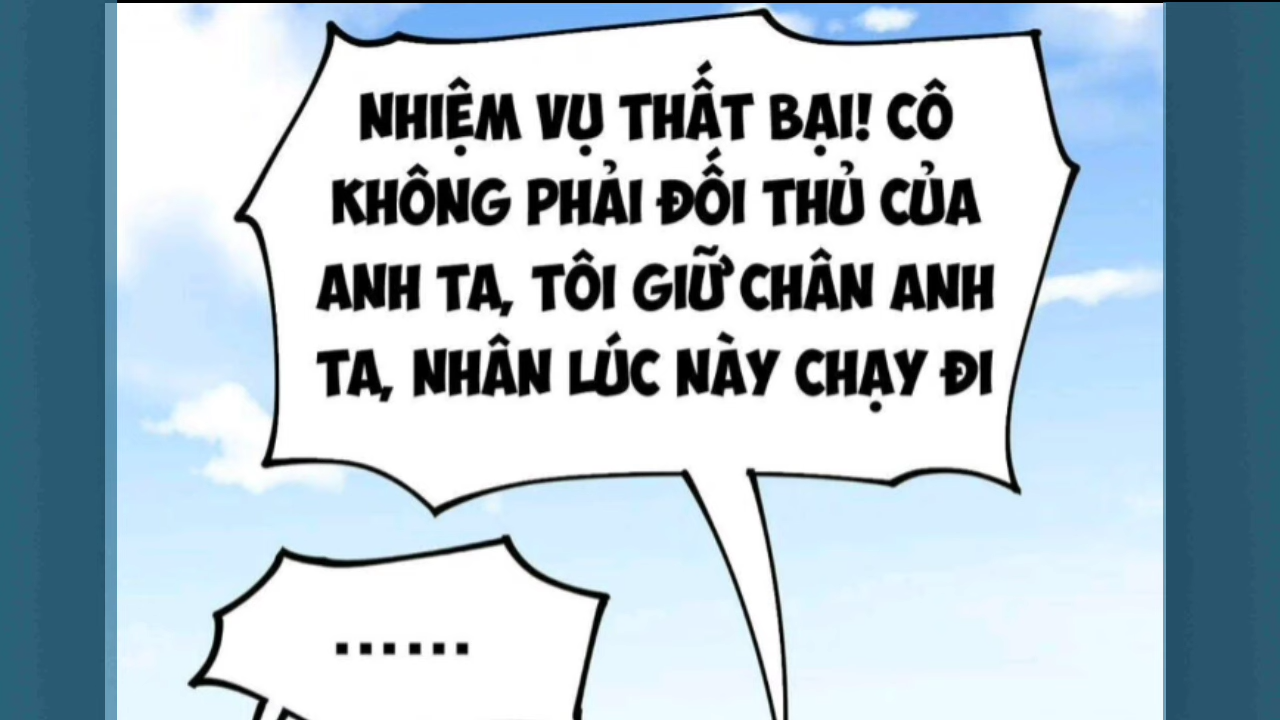 NHIỆM VỤ THẤT BẠI! CÔ
KHÔNG PHẢI ĐỐI THỦ CỦA
ANH TA, TÔI GIỮ CHÂN ANH
TA, NHÂN LÚC NÀY CHẠY ĐI
......